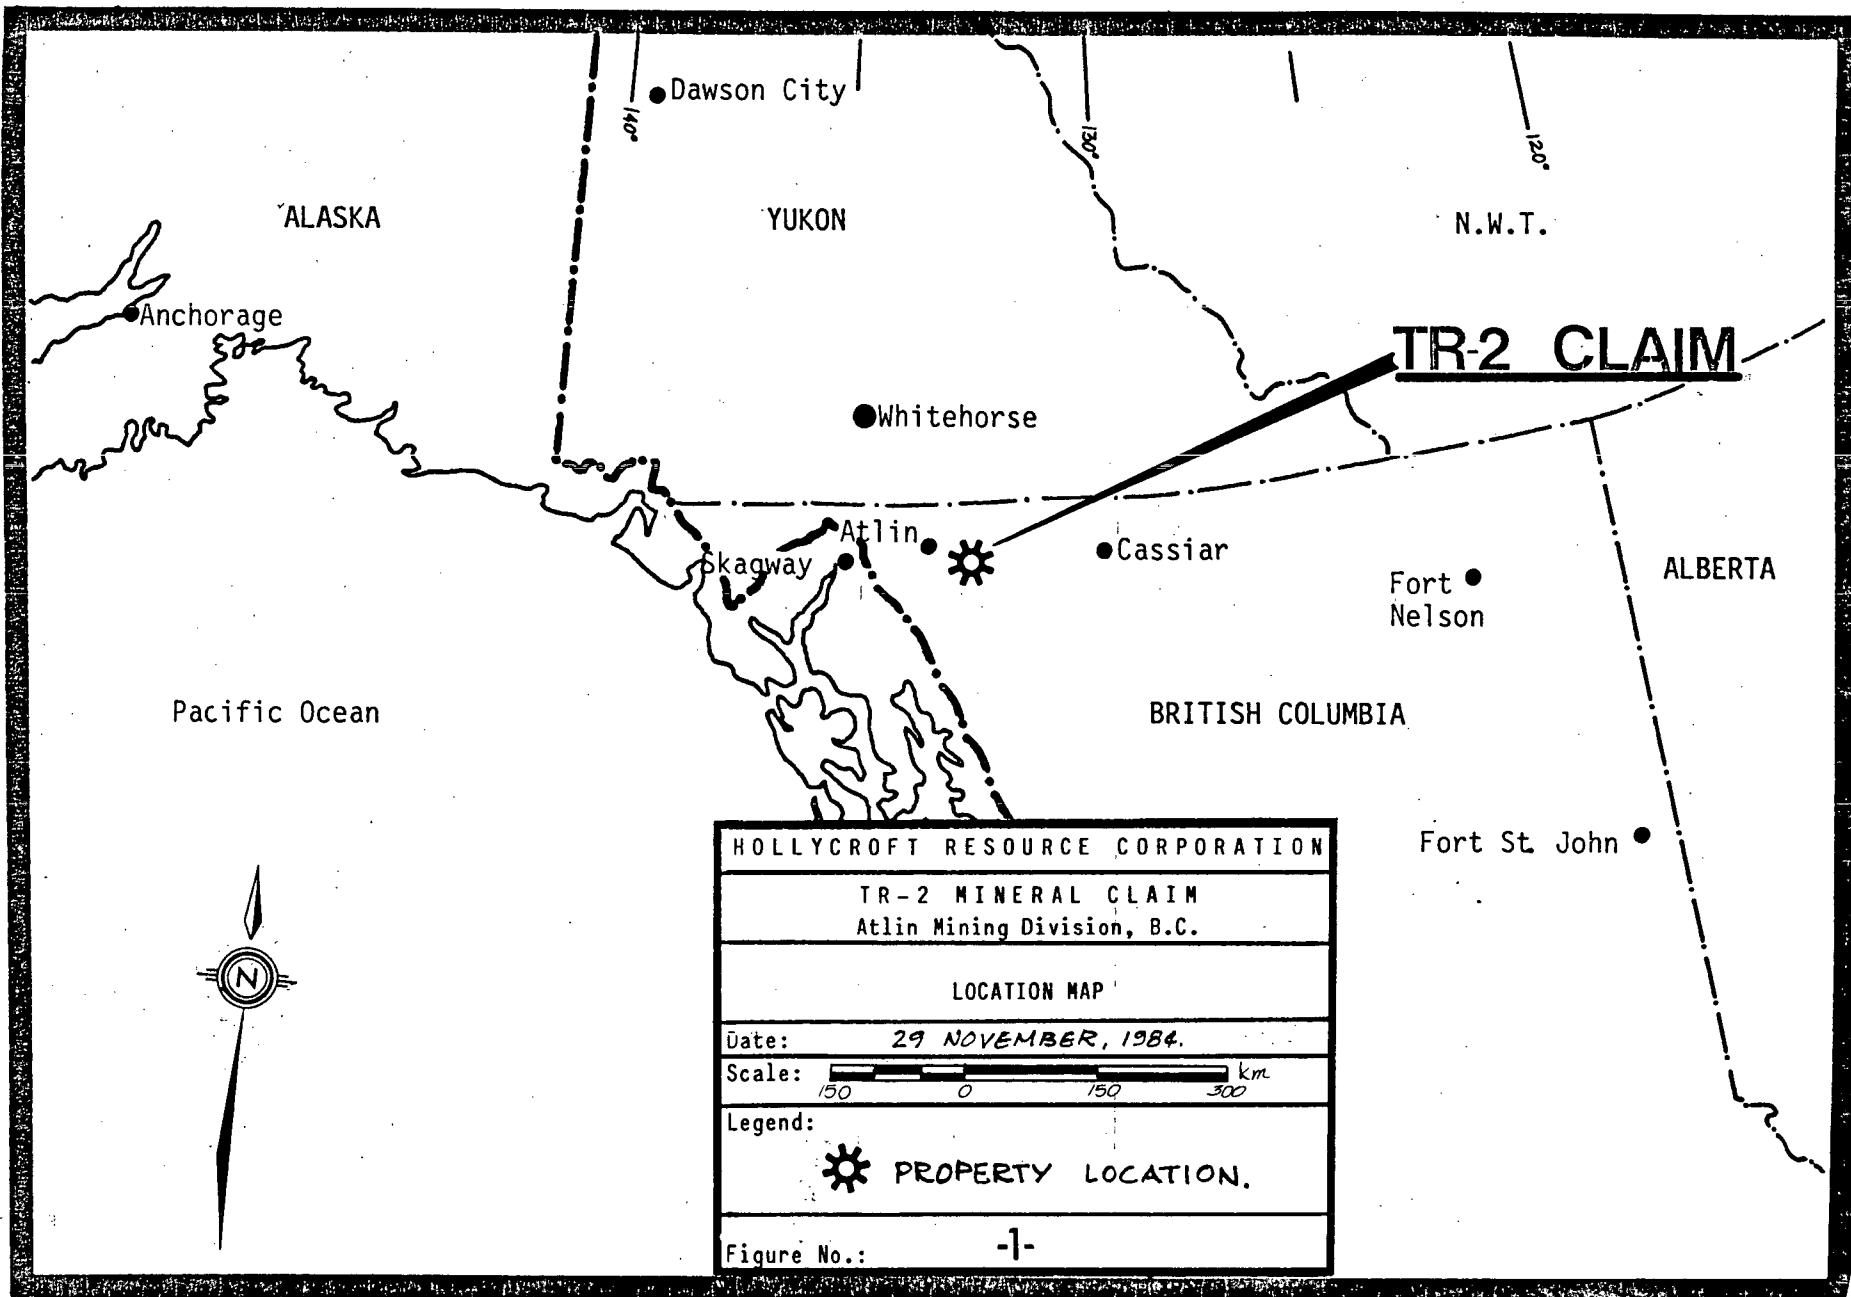 Dawson City
140°
130°
120°
ALASKA
YUKON
N.W.T.
Anchorage
TR-2 CLAIM
Whitehorse
Atlin
Skagway
Cassiar
Fort
Nelson
ALBERTA
Pacific Ocean
BRITISH COLUMBIA
Fort St. John
N
HOLLYCROFT RESOURCE CORPORATION
TR-2 MINERAL CLAIM
Atlin Mining Division, B.C.
LOCATION MAP
Date: 29 NOVEMBER, 1984.
Scale: km
150 0 150 300
Legend:
PROPERTY LOCATION.
Figure No.: -1-